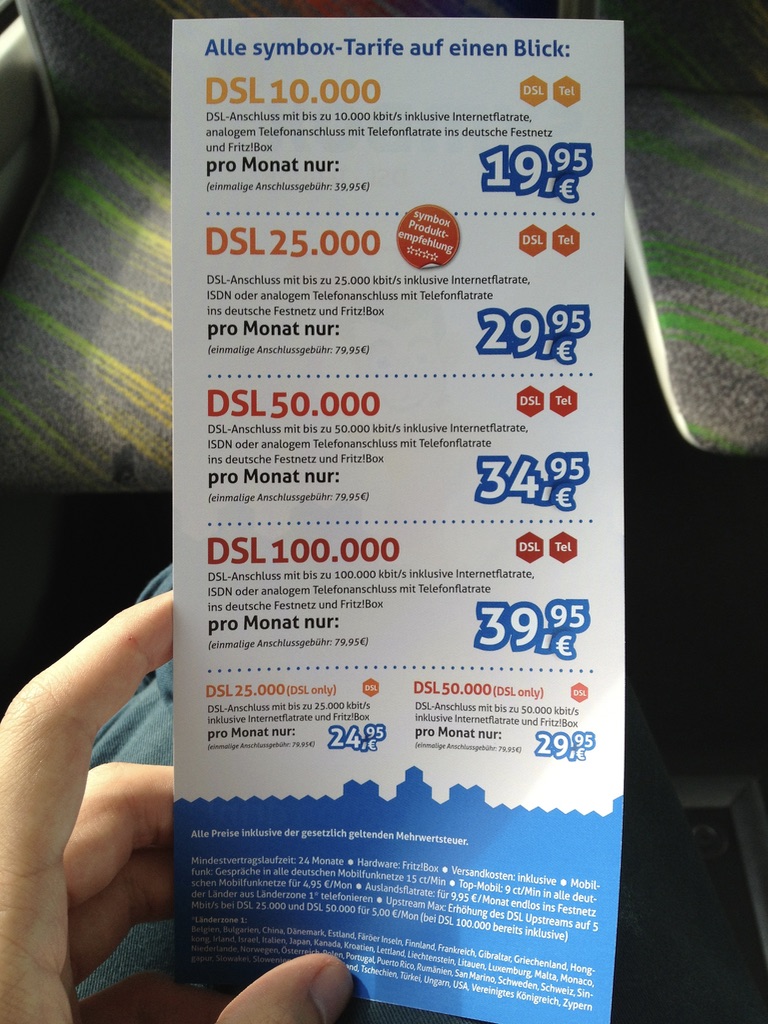 Alle symbox-Tarife auf einen Blick:
DSL 10.000
DSL Tel
DSL-Anschluss mit bis zu 10.000 kbit/s inklusive Internetflatrate,
analogem Telefonanschluss mit Telefonflatrate ins deutsche Festnetz
und Fritz!Box
pro Monat nur:
19,95 €
(einmalige Anschlussgebühr: 39,95€)
DSL 25.000
symbox
Produkt-
empfehlung
DSL Tel
DSL-Anschluss mit bis zu 25.000 kbit/s inklusive Internetflatrate,
ISDN oder analogem Telefonanschluss mit Telefonflatrate
ins deutsche Festnetz und Fritz!Box
pro Monat nur:
29,95 €
(einmalige Anschlussgebühr: 79,95€)
DSL 50.000
DSL Tel
DSL-Anschluss mit bis zu 50.000 kbit/s inklusive Internetflatrate,
ISDN oder analogem Telefonanschluss mit Telefonflatrate
ins deutsche Festnetz und Fritz!Box
pro Monat nur:
34,95 €
(einmalige Anschlussgebühr: 79,95€)
DSL 100.000
DSL Tel
DSL-Anschluss mit bis zu 100.000 kbit/s inklusive Internetflatrate,
ISDN oder analogem Telefonanschluss mit Telefonflatrate
ins deutsche Festnetz und Fritz!Box
pro Monat nur:
39,95 €
(einmalige Anschlussgebühr: 79,95€)
DSL 25.000 (DSL only)
DSL
DSL-Anschluss mit bis zu 25.000 kbit/s
inklusive Internetflatrate und Fritz!Box
pro Monat nur:
24,95 €
(einmalige Anschlussgebühr: 79,95€)
DSL 50.000 (DSL only)
DSL
DSL-Anschluss mit bis zu 50.000 kbit/s
inklusive Internetflatrate und Fritz!Box
pro Monat nur:
29,95 €
(einmalige Anschlussgebühr: 79,95€)
Alle Preise inklusive der gesetzlich geltenden Mehrwertsteuer.
Mindestvertragslaufzeit: 24 Monate ● Hardware: Fritz!Box ● Versandkosten: inklusive ● Mobil-
funk: Gespräche in alle deutschen Mobilfunknetze 15 ct/Min ● Top-Mobil: 9 ct/Min in alle deut-
schen Mobilfunknetze für 4,95 €/Mon ● Auslandsflatrate: für 9,95 €/Monat endlos ins Festnetz
der Länder aus Länderzone 1* telefonieren ● Upstream Max: Erhöhung des DSL Upstreams auf 5
Mbit/s bei DSL 25.000 und DSL 50.000 für 5,00 €/Mon (bei DSL 100.000 bereits inklusive)
*Länderzone 1:
Belgien, Bulgarien, China, Dänemark, Estland, Färöer Inseln, Finnland, Frankreich, Gibraltar, Griechenland, Hong-
kong, Irland, Israel, Italien, Japan, Kanada, Kroatien, Lettland, Liechtenstein, Litauen, Luxemburg, Malta, Monaco,
Niederlande, Norwegen, Österreich, Polen, Portugal, Puerto Rico, Rumänien, San Marino, Schweden, Schweiz, Sin-
gapur, Slowakei, Tschechien, Türkei, Ungarn, USA, Vereinigtes Königreich, Zypern